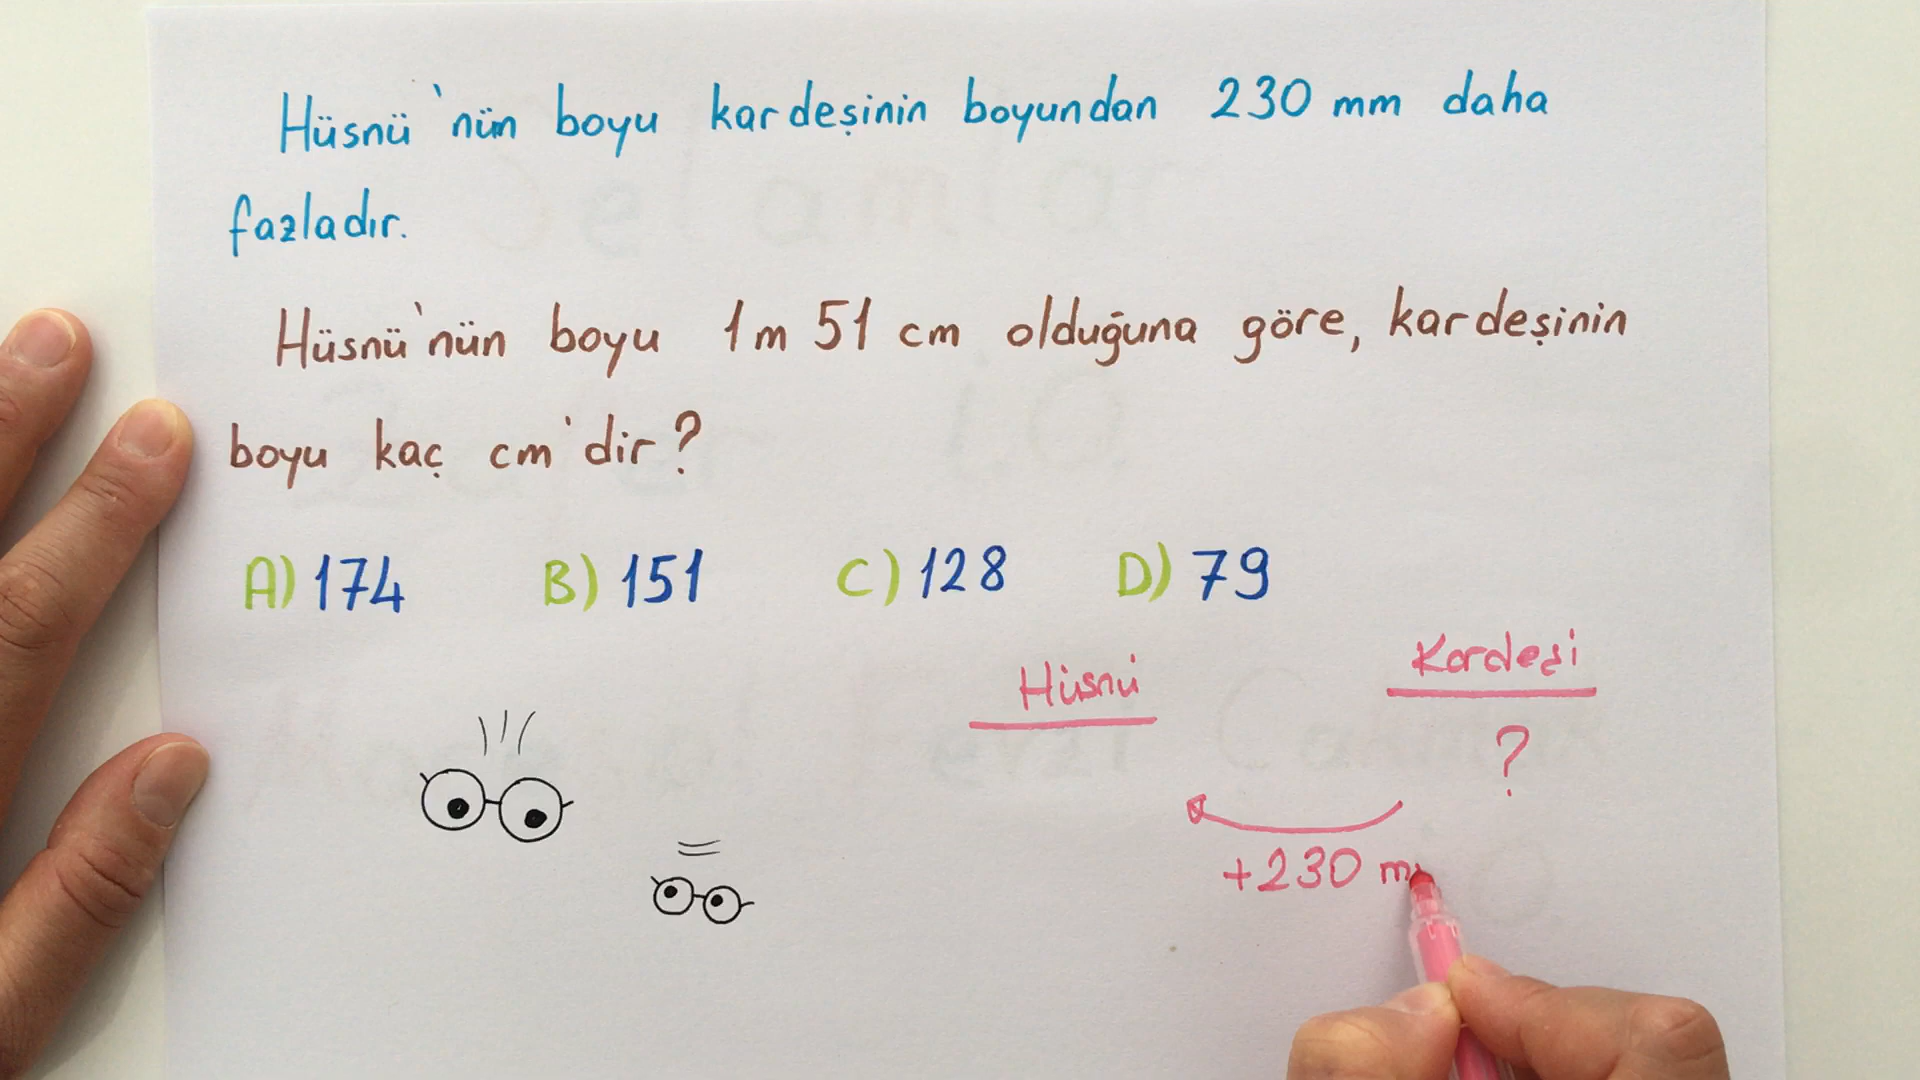 Hüsnü'nün boyu kardeşinin boyundan 230 mm daha
fazladır.
Hüsnü'nün boyu 1m 51 cm olduğuna göre, kardeşinin
boyu kaç cm'dir?
A) 174 B) 151 C) 128 D) 79
Hüsnü Kardeşi
?
+230 m